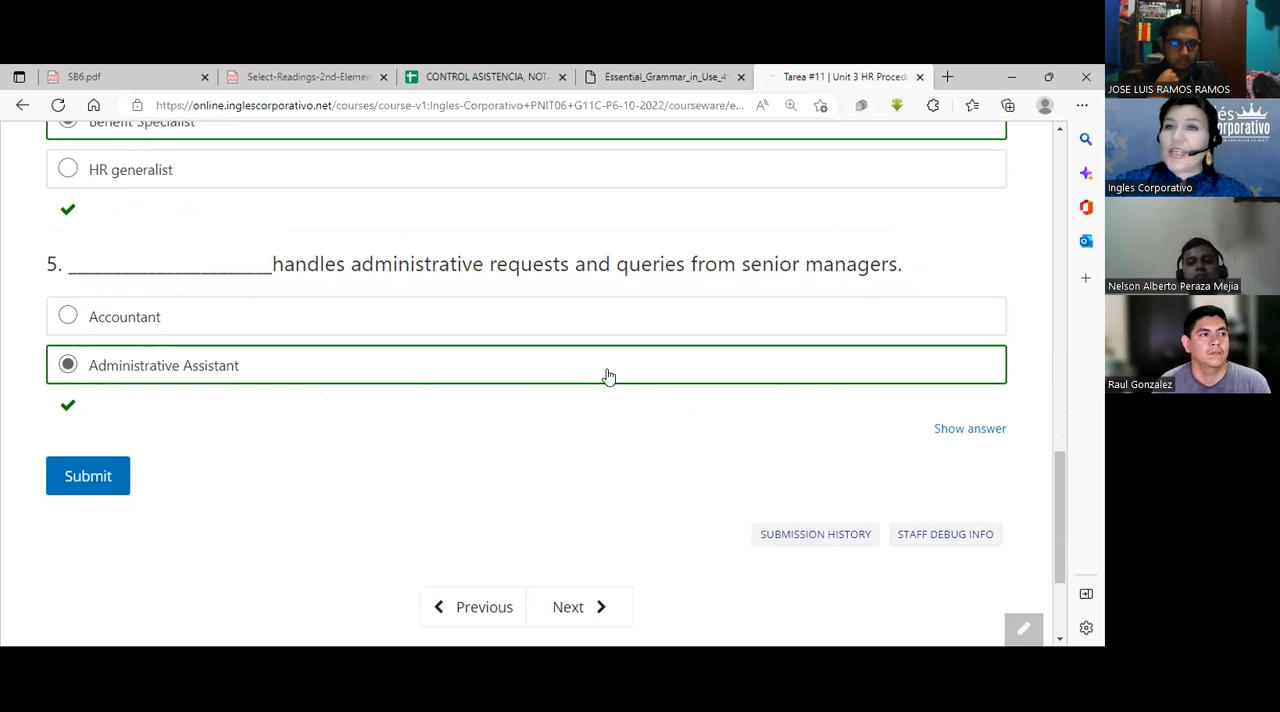 SB6.pdf
Select-Readings-2nd-Elemen
CONTROL ASISTENCIA, NOT
Essential_Grammar_in_Use_4
Tarea #11 | Unit 3 HR Proced
https://online.inglescorporativo.net/courses/course-v1:Ingles-Corporativo+PNIT06+G11C-P6-10-2022/courseware/e...
Benefit Specialist
HR generalist
5. ______________________handles administrative requests and queries from senior managers.
Accountant
Administrative Assistant
Show answer
Submit
SUBMISSION HISTORY
STAFF DEBUG INFO
Previous
Next
JOSE LUIS RAMOS RAMOS
és
orporativo
Ingles Corporativo
Nelson Alberto Peraza Mejia
Raul Gonzalez